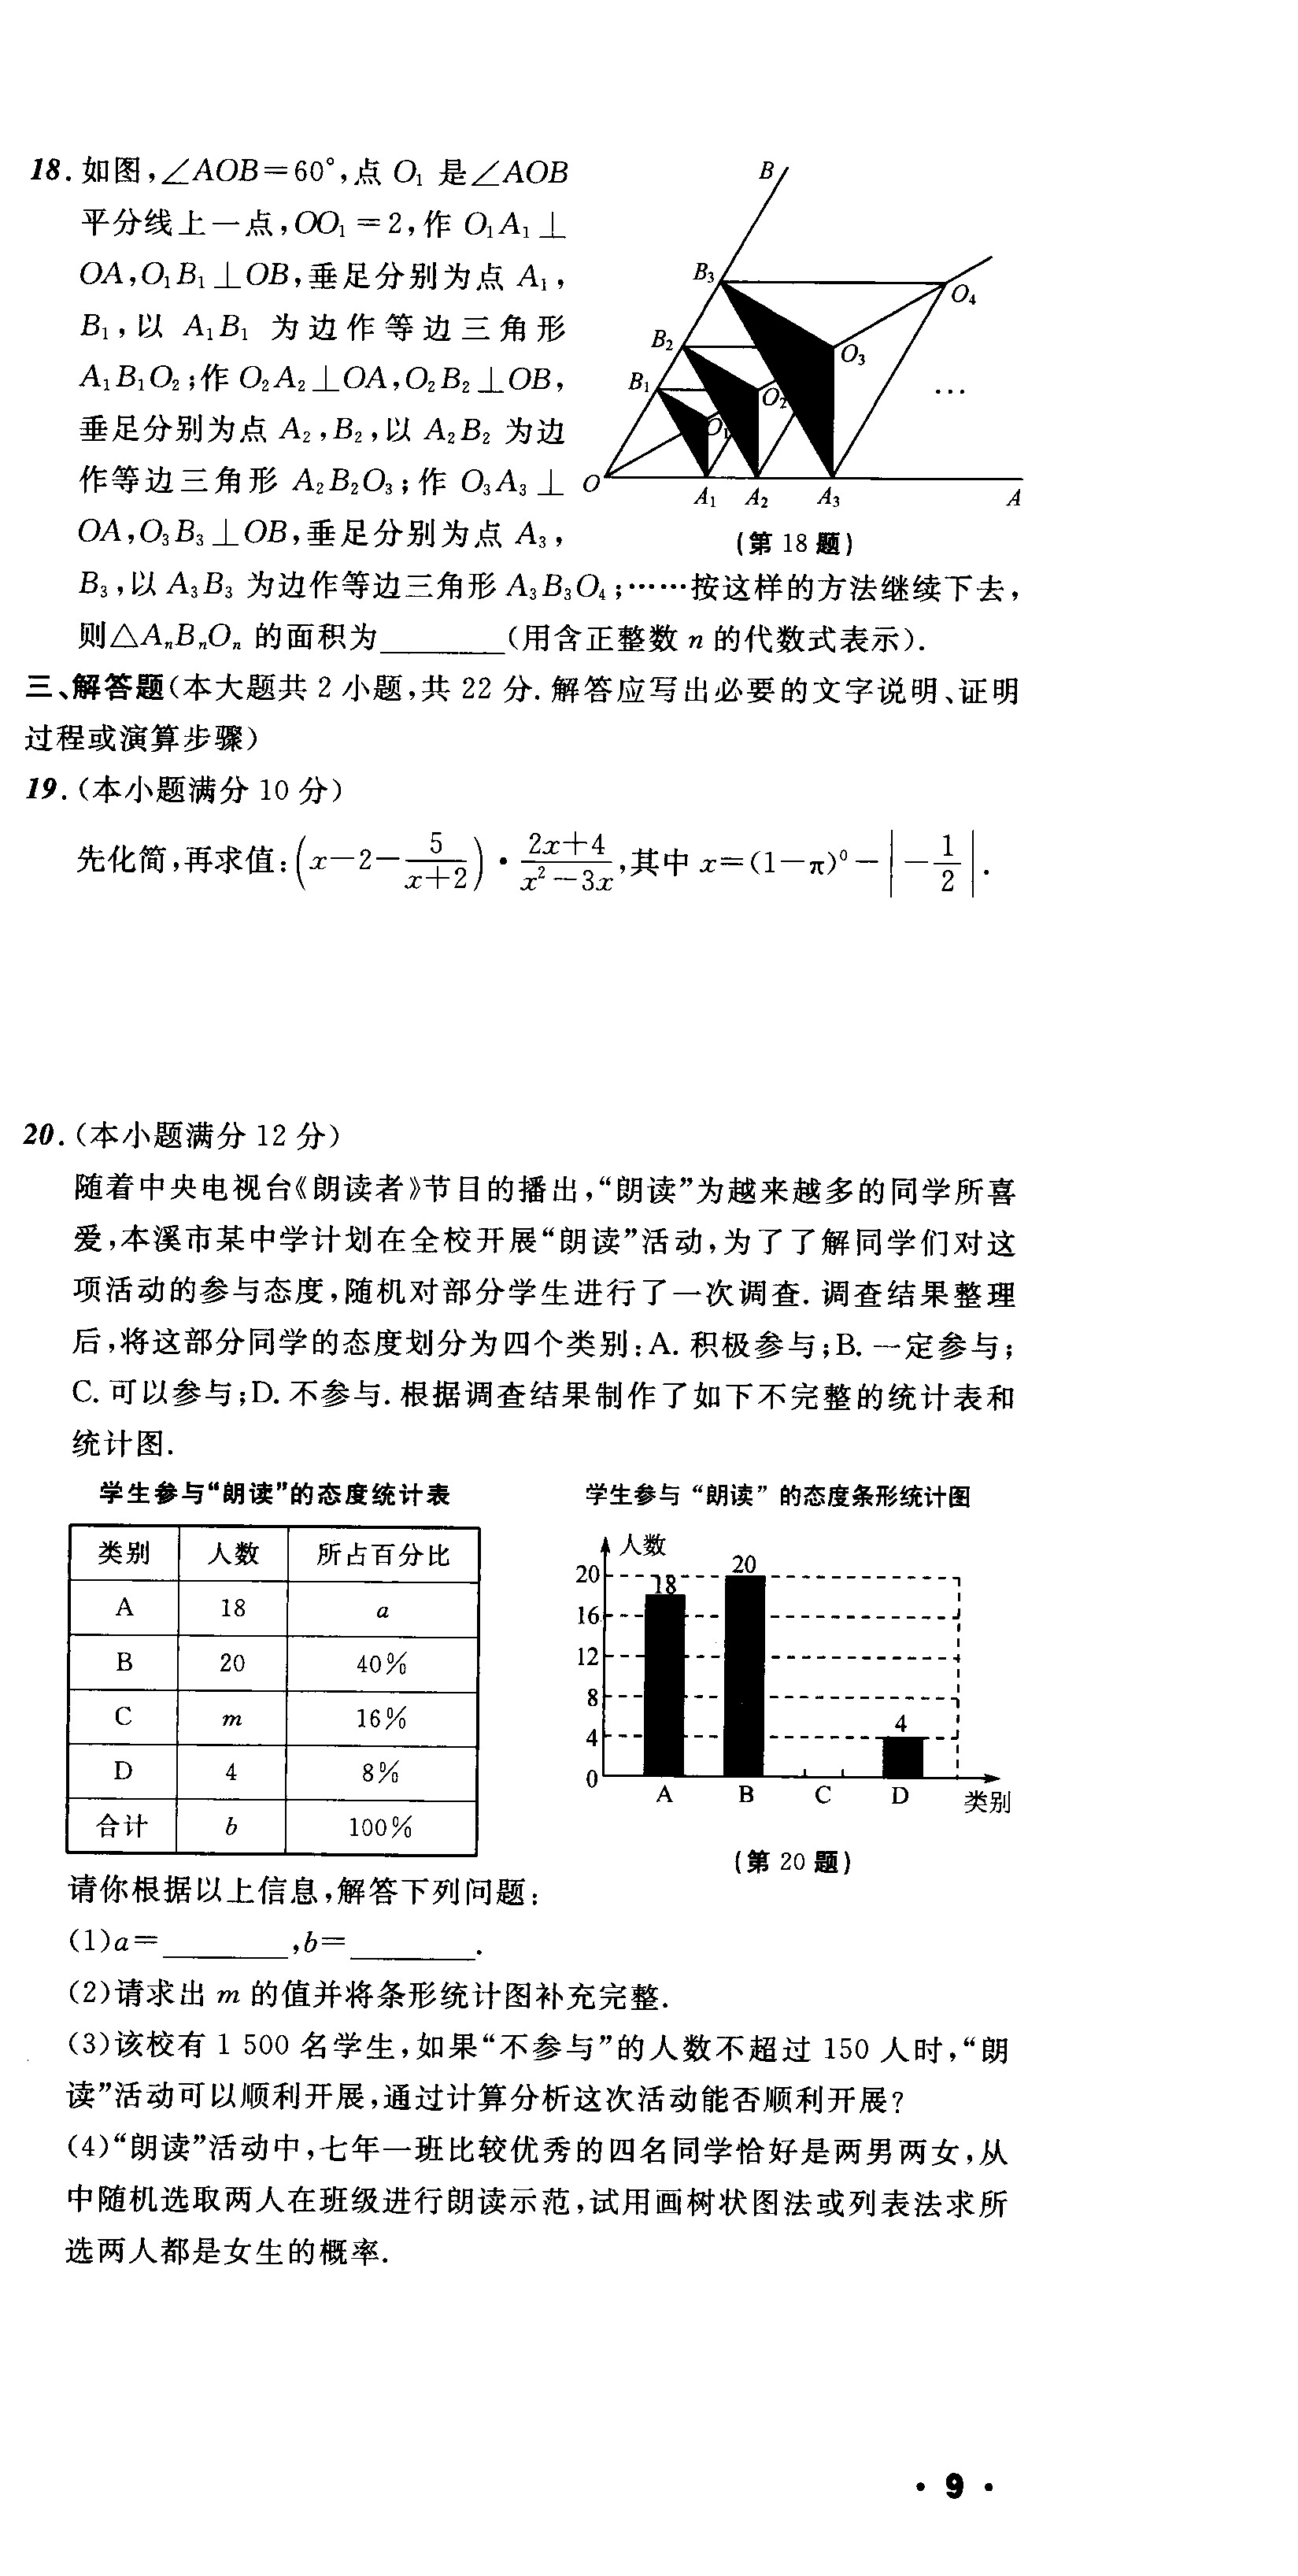 18. 如图,∠AOB=60°,点 O₁ 是∠AOB
平分线上一点,OO₁=2,作 O₁A₁⊥
OA,O₁B₁⊥OB,垂足分别为点 A₁,
B₁,以 A₁B₁ 为边作等边三角形
A₁B₁O₂;作 O₂A₂⊥OA,O₂B₂⊥OB,
垂足分别为点 A₂,B₂,以 A₂B₂ 为边
作等边三角形 A₂B₂O₃;作 O₃A₃⊥
OA,O₃B₃⊥OB,垂足分别为点 A₃,
B₃,以 A₃B₃ 为边作等边三角形 A₃B₃O₄;……按这样的方法继续下去,
则△AₙBₙOₙ 的面积为________(用含正整数 n 的代数式表示).
B
B₃
O₄
B₂
O₃
B₁
O₂
…
O₁
O
A₁
A₂
A₃
A
(第 18 题)
三、解答题(本大题共 2 小题,共 22 分. 解答应写出必要的文字说明、证明
过程或演算步骤)
19. (本小题满分 10 分)
先化简,再求值:(x−2−5/(x+2))·(2x+4)/(x²−3x),其中 x=(1−π)⁰−|−1/2|.
20. (本小题满分 12 分)
随着中央电视台《朗读者》节目的播出,“朗读”为越来越多的同学所喜
爱,本溪市某中学计划在全校开展“朗读”活动,为了了解同学们对这
项活动的参与态度,随机对部分学生进行了一次调查. 调查结果整理
后,将这部分同学的态度划分为四个类别:A. 积极参与;B. 一定参与;
C. 可以参与;D. 不参与. 根据调查结果制作了如下不完整的统计表和
统计图.
学生参与“朗读”的态度统计表
类别 人数 所占百分比
A 18 a
B 20 40%
C m 16%
D 4 8%
合计 b 100%
学生参与“朗读”的态度条形统计图
人数
20
16
12
8
4
0
18
20
4
A B C D
类别
(第 20 题)
请你根据以上信息,解答下列问题:
(1)a=________,b=________.
(2)请求出 m 的值并将条形统计图补充完整.
(3)该校有 1 500 名学生,如果“不参与”的人数不超过 150 人时,“朗
读”活动可以顺利开展,通过计算分析这次活动能否顺利开展?
(4)“朗读”活动中,七年一班比较优秀的四名同学恰好是两男两女,从
中随机选取两人在班级进行朗读示范,试用画树状图法或列表法求所
选两人都是女生的概率.
· 9 ·